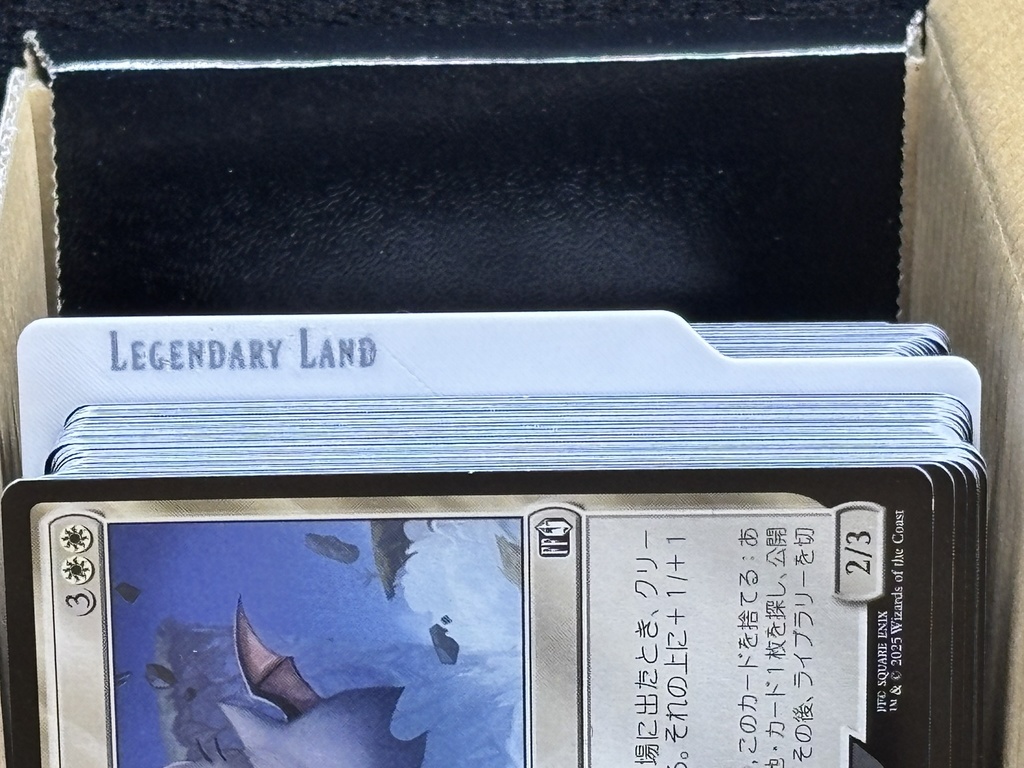 Legendary Land
3
FF
場に出たとき、クリー
。それの上に+1/+1
、このカードを捨てる:あ
・カード1枚を探し、公開
その後、ライブラリーを切
2/3
FFC SQUARE ENIX
™ & © 2025 Wizards of the Coast